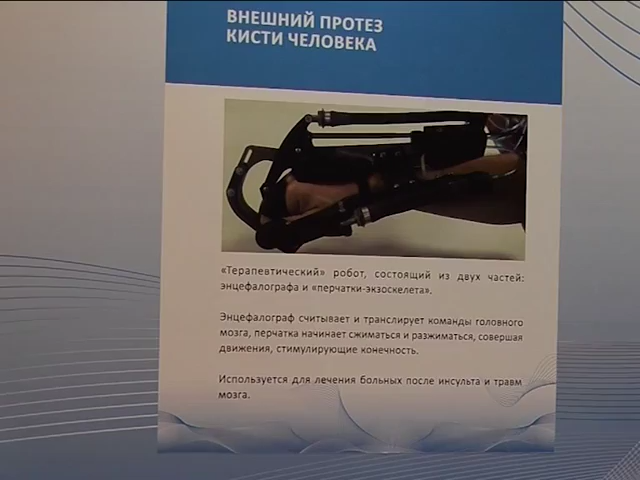 ВНЕШНИЙ ПРОТЕЗ
КИСТИ ЧЕЛОВЕКА
«Терапевтический» робот, состоящий из двух частей:
энцефалографа и «перчатки-экзоскелета».
Энцефалограф считывает и транслирует команды головного
мозга, перчатка начинает сжиматься и разжиматься, совершая
движения, стимулирующие конечность.
Используется для лечения больных после инсульта и травм
мозга.